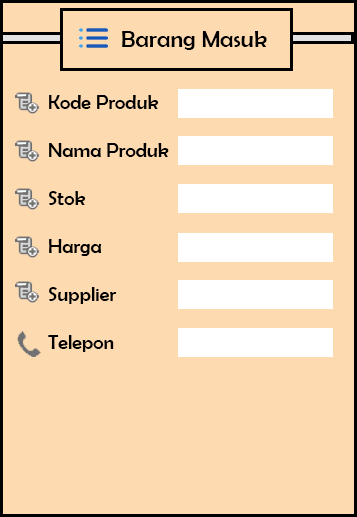 Barang Masuk
Kode Produk
Nama Produk
Stok
Harga
Supplier
Telepon